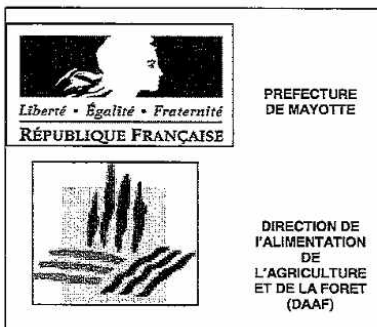 PREFECTURE
DE MAYOTTE
Liberté • Égalité • Fraternité
RÉPUBLIQUE FRANÇAISE
DIRECTION DE
l'ALIMENTATION
DE
L'AGRICULTURE
ET DE LA FORET
(DAAF)